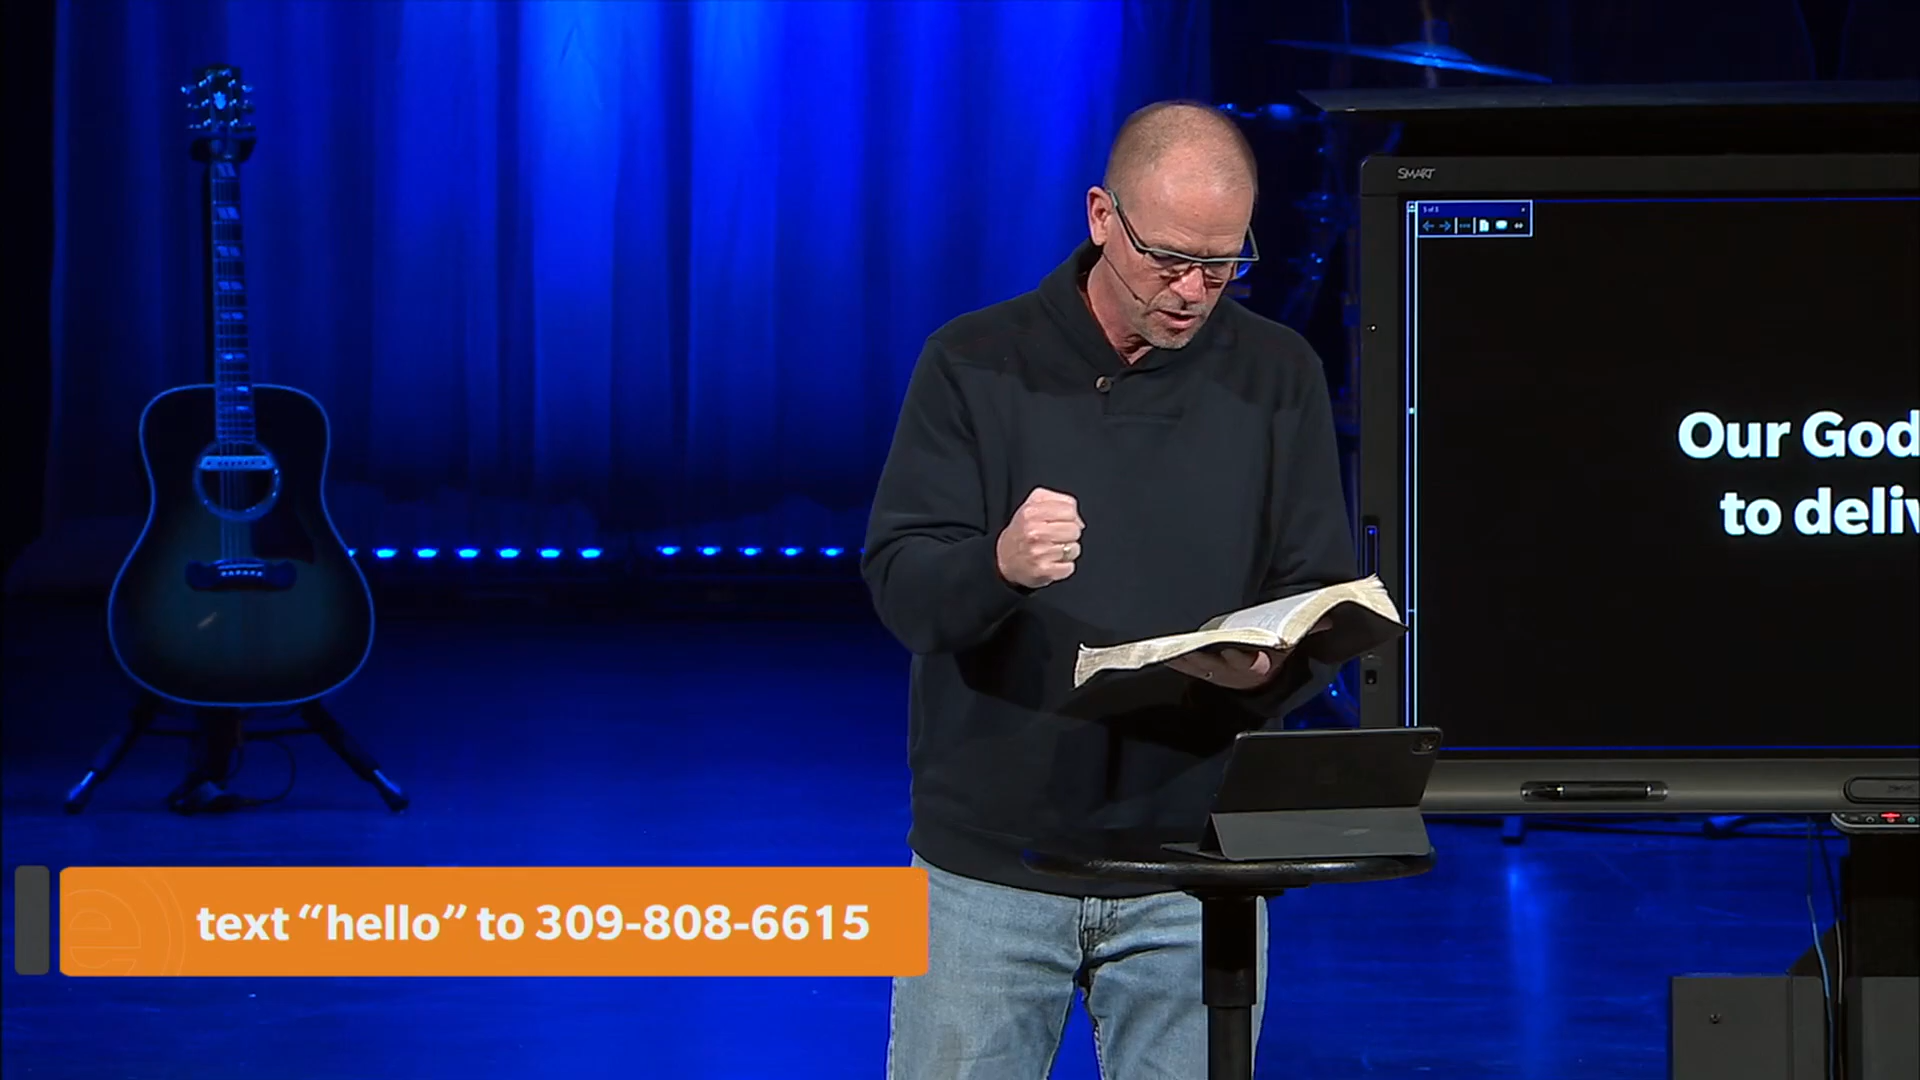 SMART
Our God
to deliv
text “hello” to 309-808-6615